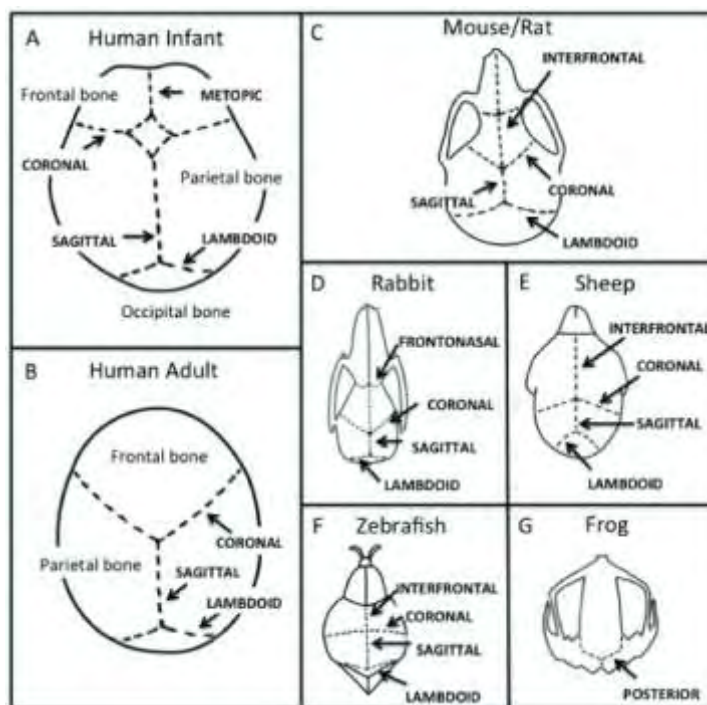 A Human Infant
Frontal bone
METOPIC
CORONAL
Parietal bone
SAGITTAL
LAMBDOID
Occipital bone
B Human Adult
Frontal bone
CORONAL
Parietal bone
SAGITTAL
LAMBDOID
C Mouse/Rat
INTERFRONTAL
SAGITTAL
CORONAL
LAMBDOID
D Rabbit
FRONTONASAL
CORONAL
SAGITTAL
LAMBDOID
E Sheep
INTERFRONTAL
CORONAL
SAGITTAL
LAMBDOID
F Zebrafish
INTERFRONTAL
CORONAL
SAGITTAL
LAMBDOID
G Frog
POSTERIOR